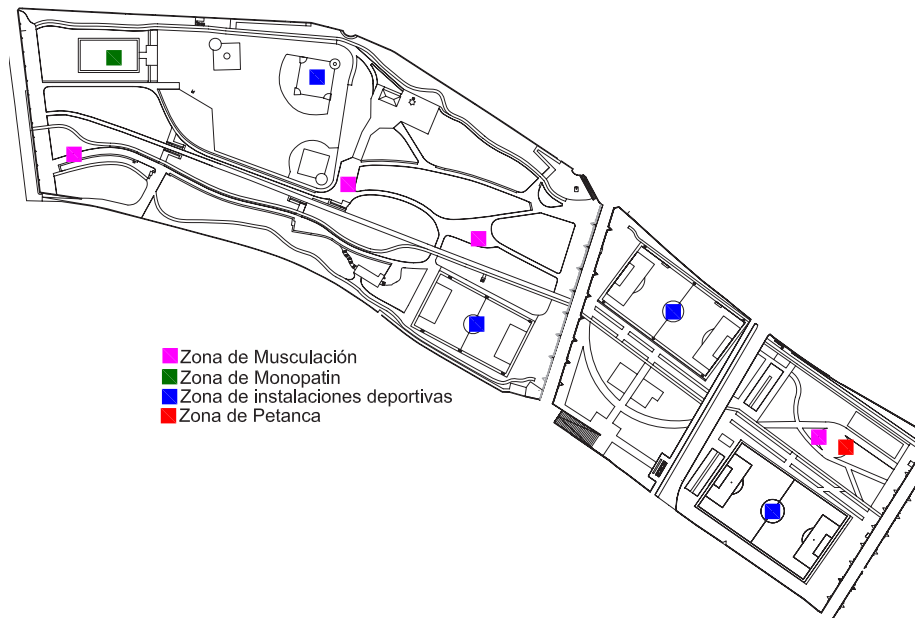 Zona de Musculación
Zona de Monopatin
Zona de instalaciones deportivas
Zona de Petanca